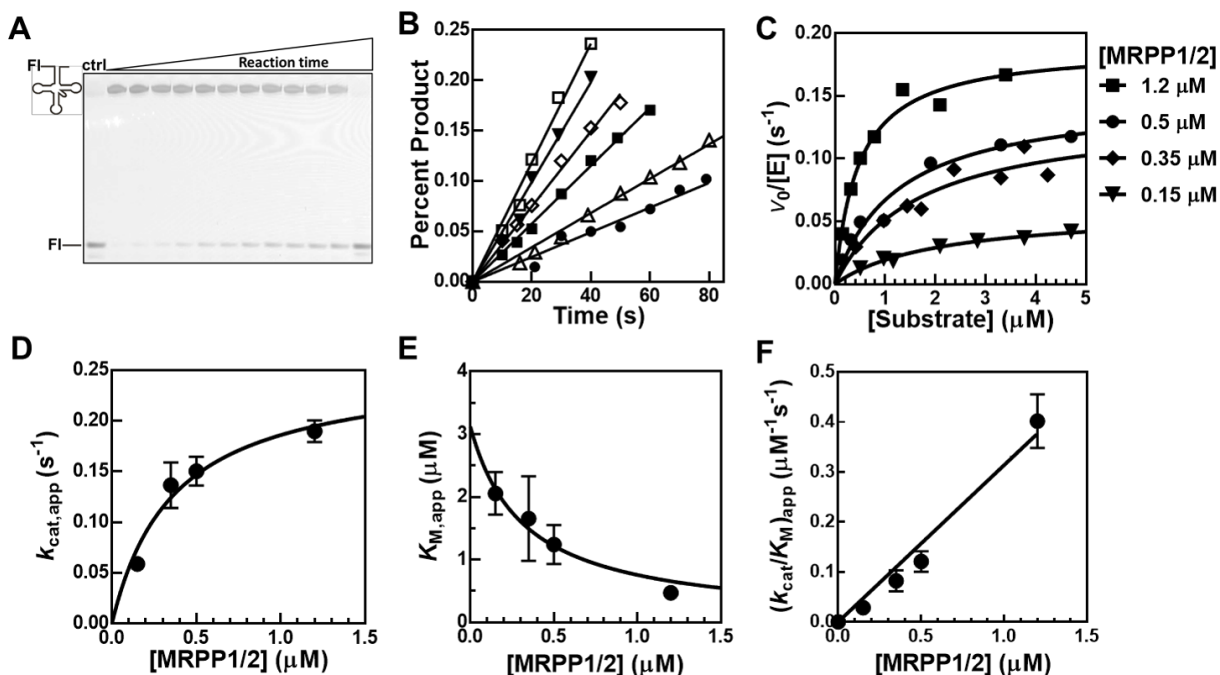 A
Fl
ctrl
Reaction time
Fl
B
Percent Product
0.25
0.20
0.15
0.10
0.05
0.00
0 20 40 60 80
Time (s)
C
ν0/[E] (s⁻¹)
0.20
0.15
0.10
0.05
0.00
0 1 2 3 4 5
[Substrate] (μM)
[MRPP1/2]
1.2 μM
0.5 μM
0.35 μM
0.15 μM
D
kcat,app (s⁻¹)
0.25
0.20
0.15
0.10
0.05
0.00
0.0 0.5 1.0 1.5
[MRPP1/2] (μM)
E
KM,app (μM)
4
3
2
1
0
0.0 0.5 1.0 1.5
[MRPP1/2] (μM)
F
(kcat/KM)app (μM⁻¹s⁻¹)
0.5
0.4
0.3
0.2
0.1
0.0
0.0 0.5 1.0 1.5
[MRPP1/2] (μM)